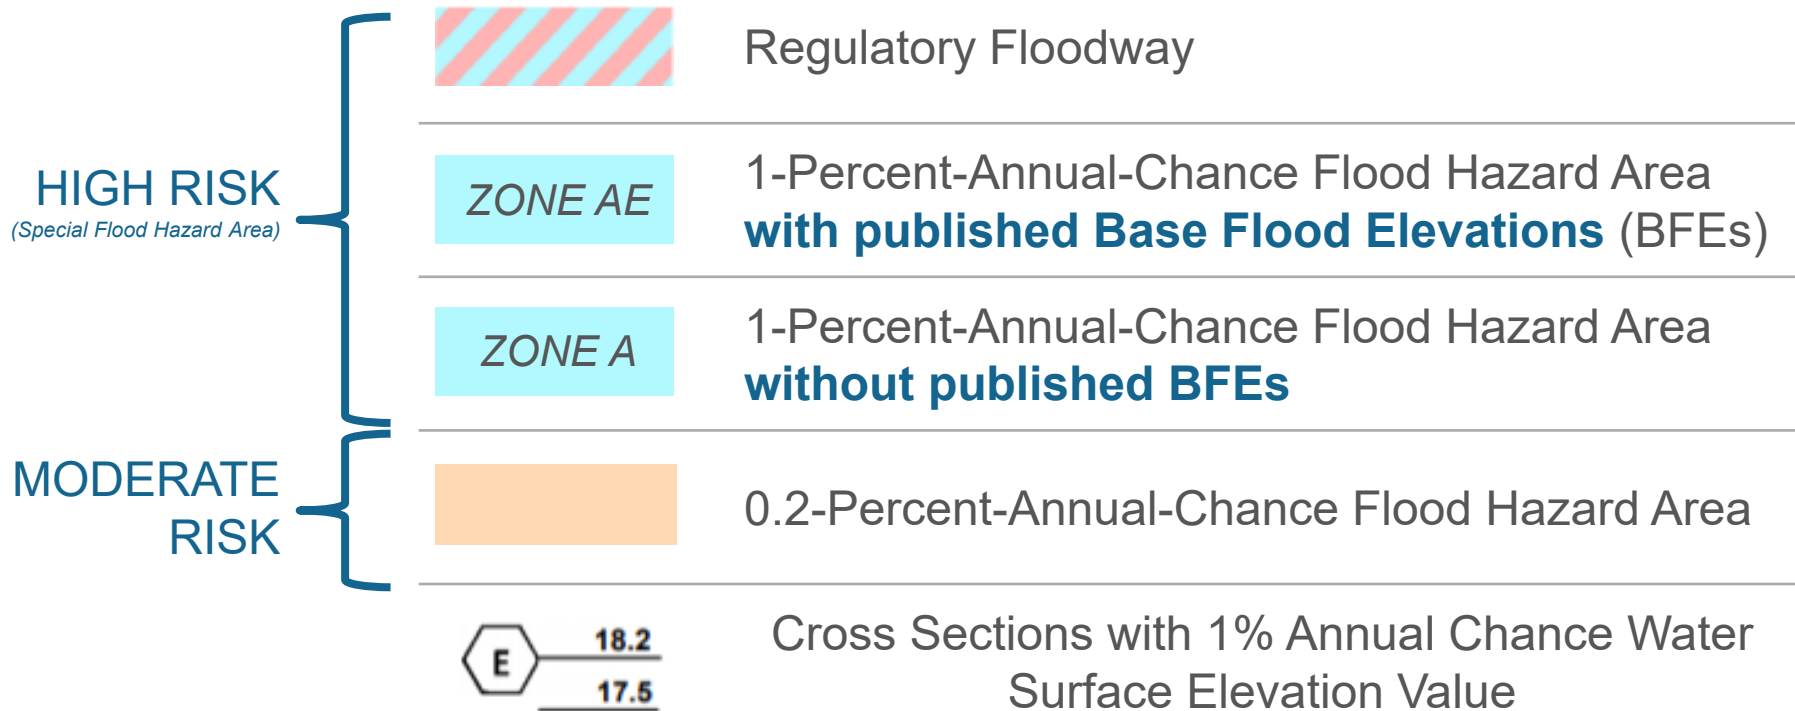 Regulatory Floodway
HIGH RISK
(Special Flood Hazard Area)
ZONE AE
1-Percent-Annual-Chance Flood Hazard Area
with published Base Flood Elevations (BFEs)
ZONE A
1-Percent-Annual-Chance Flood Hazard Area
without published BFEs
MODERATE
RISK
0.2-Percent-Annual-Chance Flood Hazard Area
E
18.2
17.5
Cross Sections with 1% Annual Chance Water
Surface Elevation Value